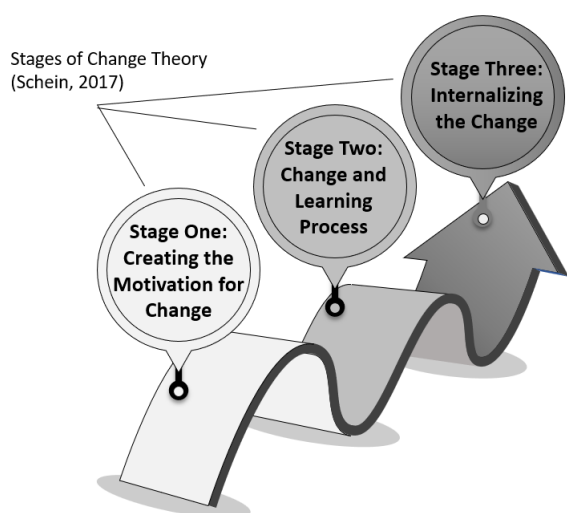 Stages of Change Theory
(Schein, 2017)
Stage One:
Creating the
Motivation for
Change
Stage Two:
Change and
Learning
Process
Stage Three:
Internalizing
the Change